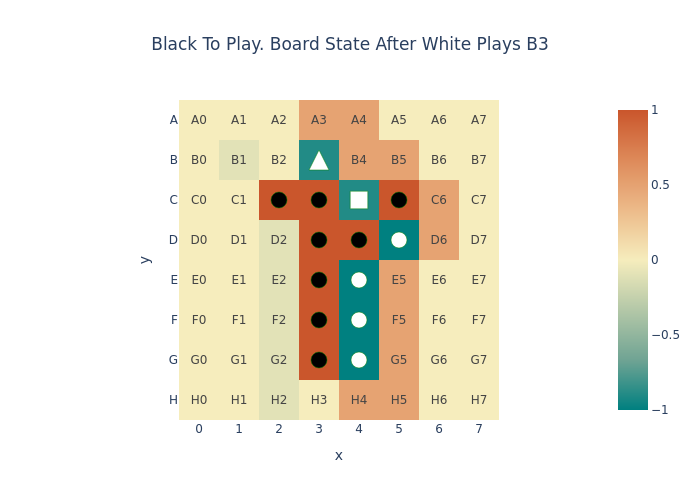 Black To Play. Board State After White Plays B3
A A0 A1 A2 A3 A4 A5 A6 A7 1
B B0 B1 B2 B4 B5 B6 B7
C C0 C1 C6 C7 0.5
D D0 D1 D2 D6 D7
y 0
E E0 E1 E2 E5 E6 E7
F F0 F1 F2 F5 F6 F7 −0.5
G G0 G1 G2 G5 G6 G7
H H0 H1 H2 H3 H4 H5 H6 H7 −1
0 1 2 3 4 5 6 7
x